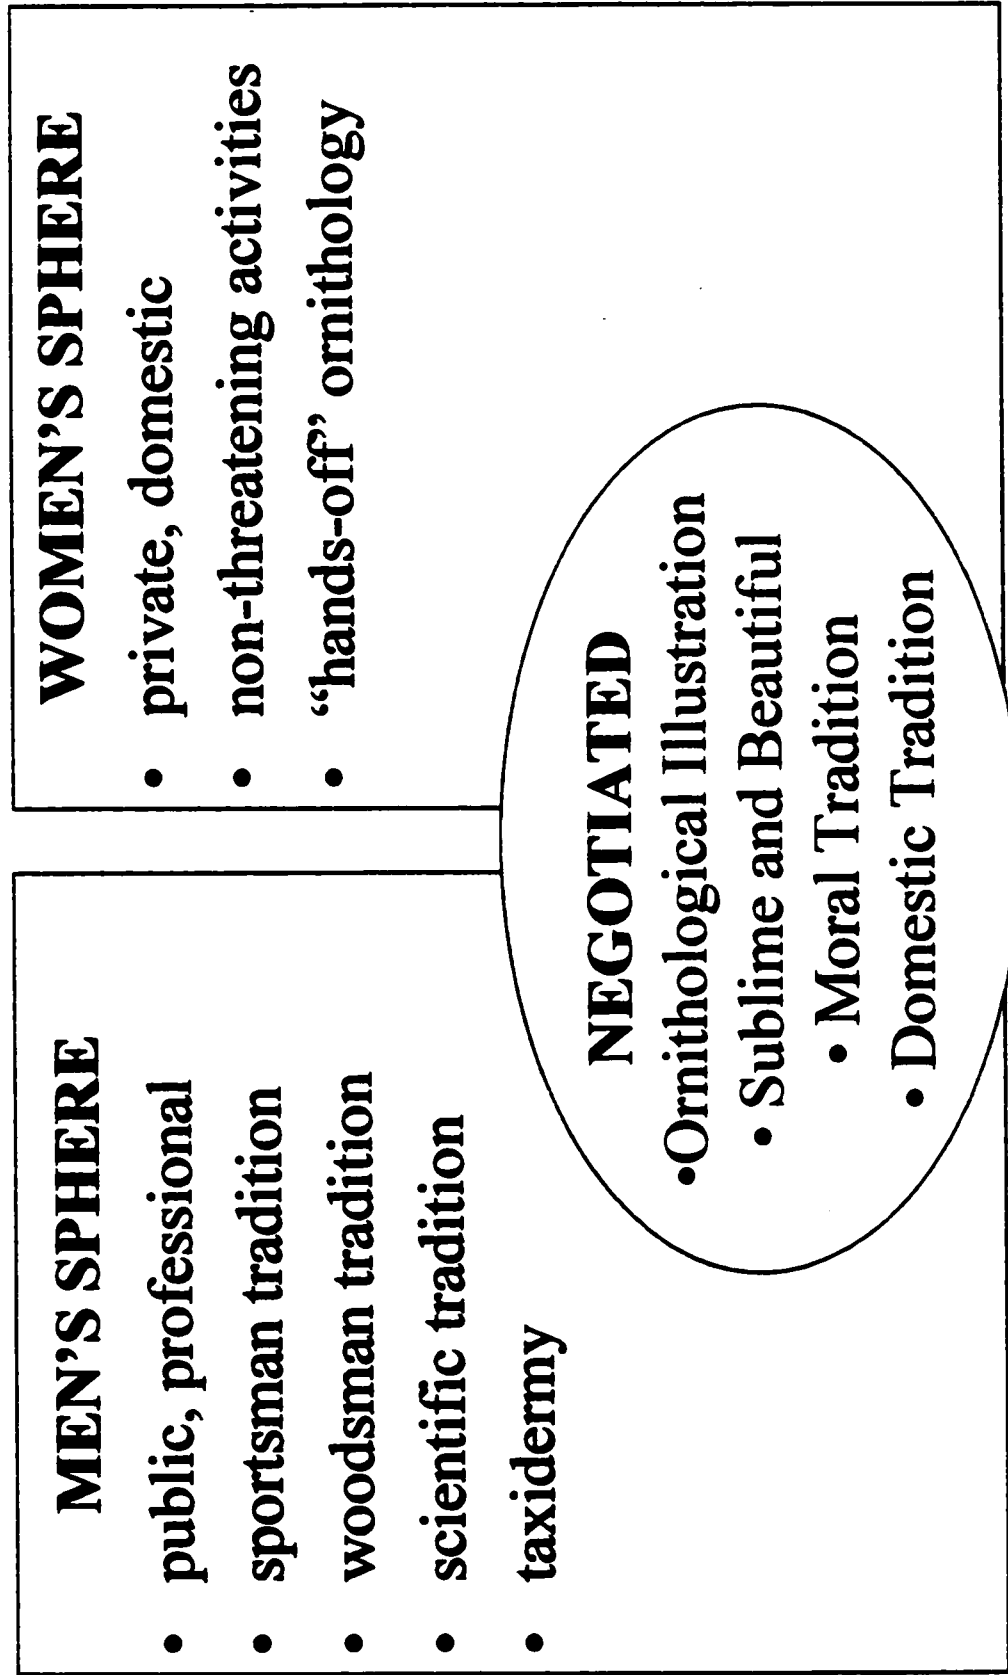 MEN'S SPHERE
• public, professional
• sportsman tradition
• woodsman tradition
• scientific tradition
• taxidermy
WOMEN'S SPHERE
• private, domestic
• non-threatening activities
• “hands-off” ornithology
NEGOTIATED
•Ornithological Illustration
• Sublime and Beautiful
• Moral Tradition
• Domestic Tradition